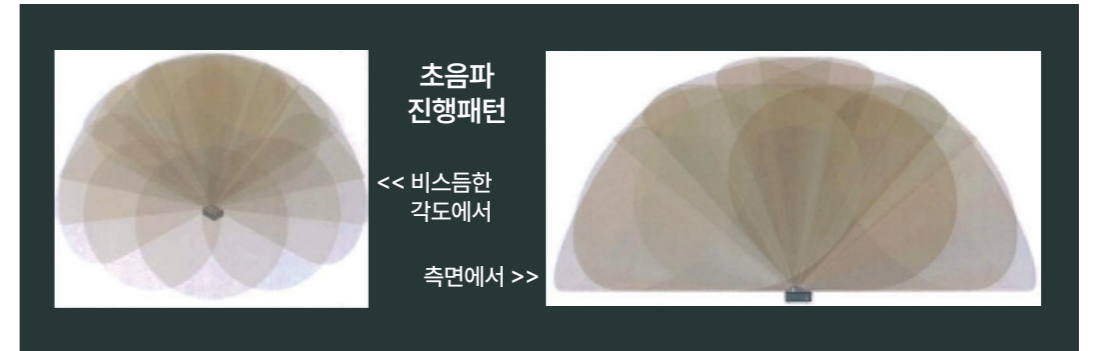 초음파
진행패턴
<< 비스듬한
각도에서
측면에서 >>